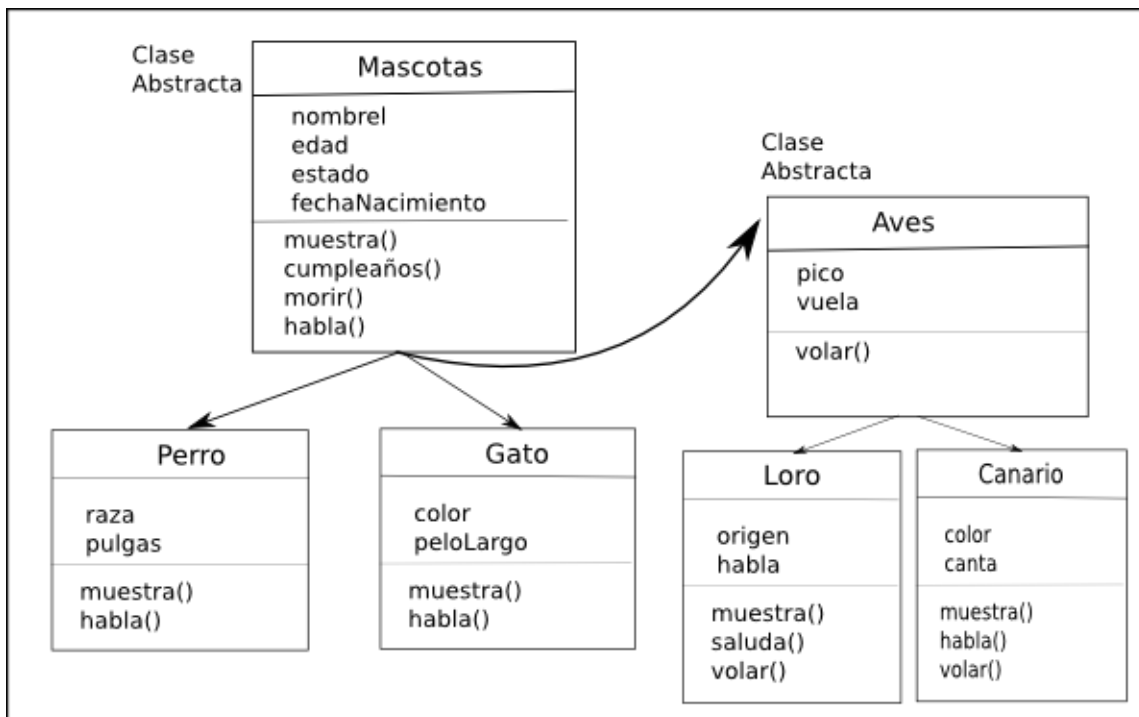 Clase
Abstracta
Mascotas
nombrel
edad
estado
fechaNacimiento
muestra()
cumpleaños()
morir()
habla()
Clase
Abstracta
Aves
pico
vuela
volar()
Perro
raza
pulgas
muestra()
habla()
Gato
color
peloLargo
muestra()
habla()
Loro
origen
habla
muestra()
saluda()
volar()
Canario
color
canta
muestra()
habla()
volar()